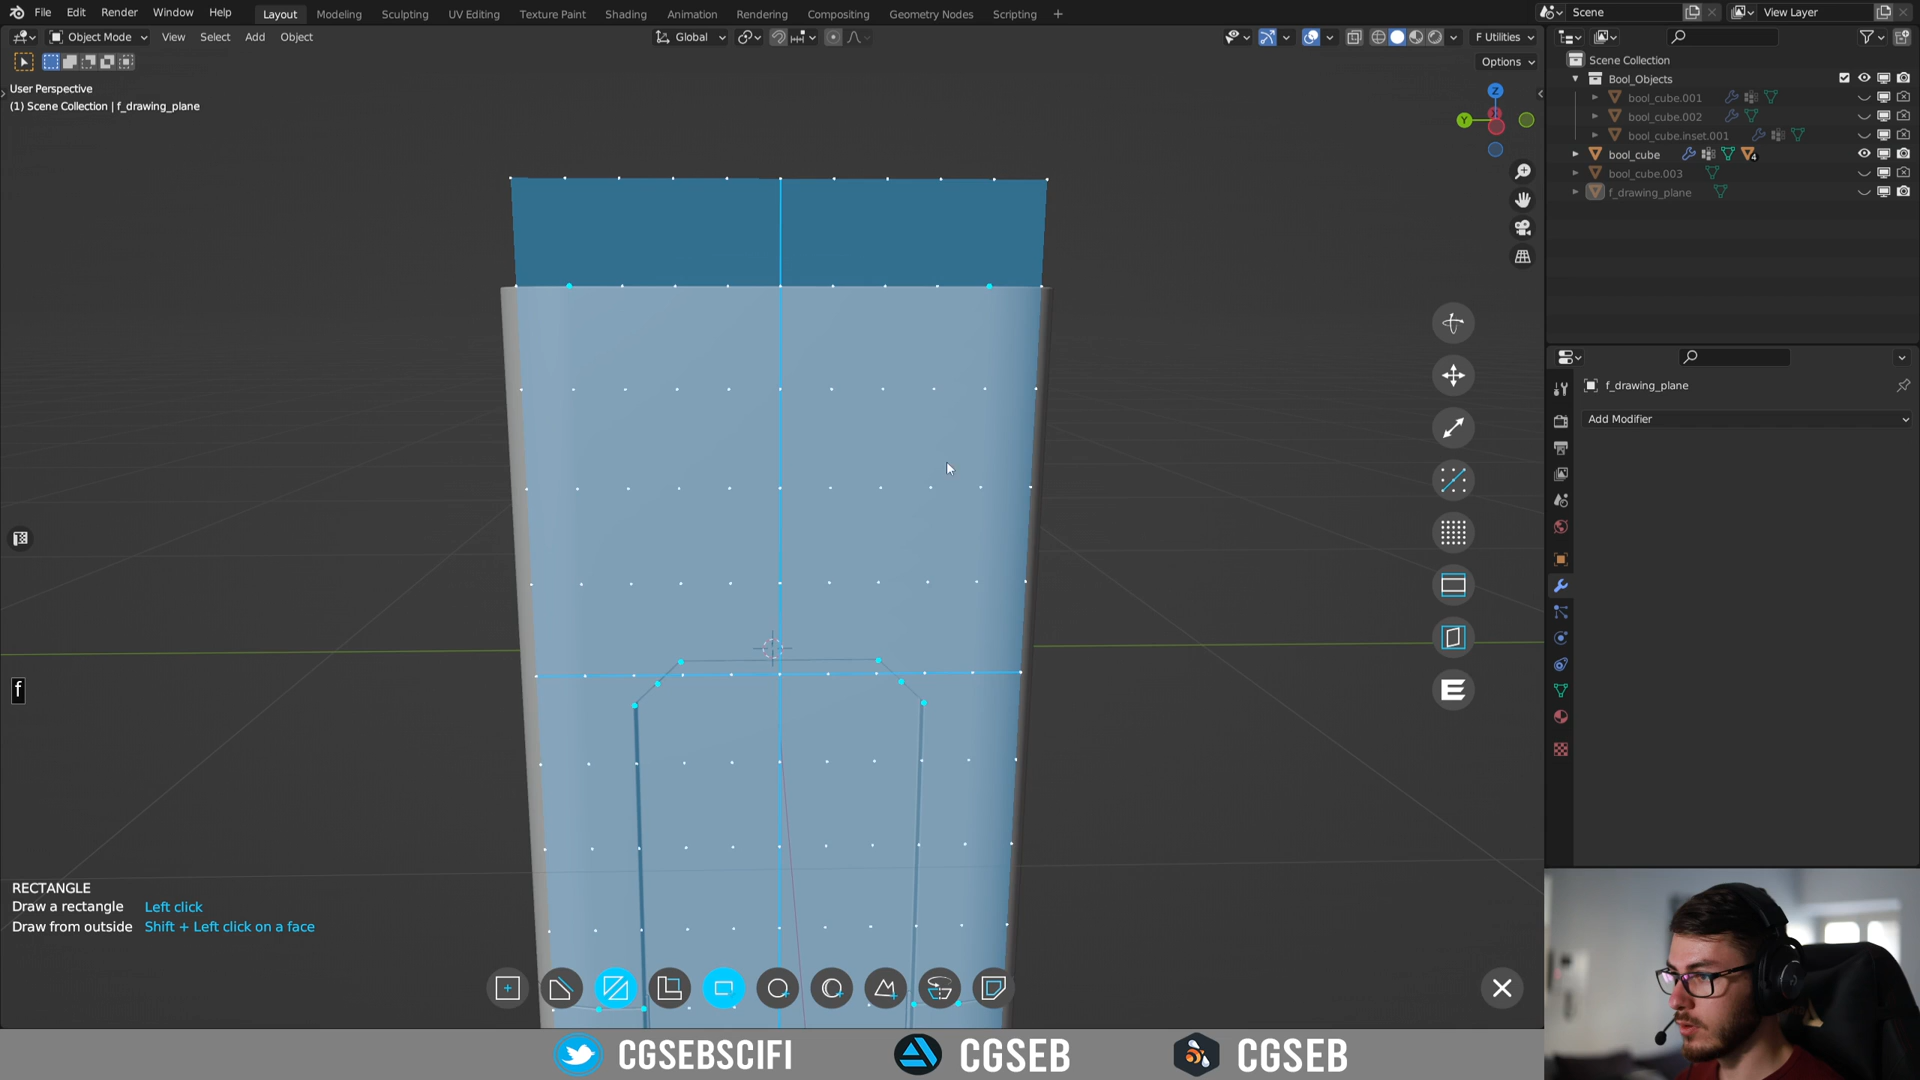 File Edit Render Window Help Layout Modeling Sculpting UV Editing Texture Paint Shading Animation Rendering Compositing Geometry Nodes Scripting + Scene View Layer
Object Mode View Select Add Object Global F Utilities
Options
User Perspective
(1) Scene Collection | f_drawing_plane
Z
Y
Scene Collection
Bool_Objects
bool_cube.001
bool_cube.002
bool_cube.inset.001
bool_cube 4
bool_cube.003
f_drawing_plane
f_drawing_plane
Add Modifier
f
RECTANGLE
Draw a rectangle Left click
Draw from outside Shift + Left click on a face
CGSEBSCIFI CGSEB CGSEB